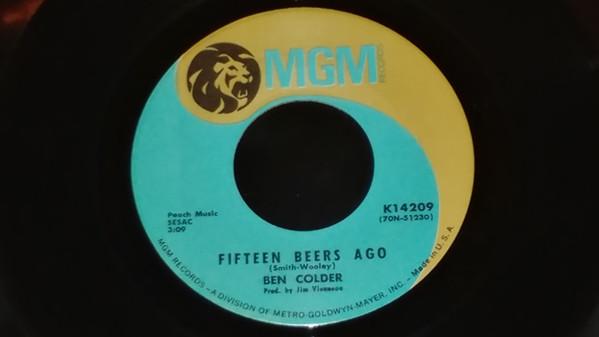 MGM
RECORDS
Peach Music
SESAC
3:09
K14209
(70N-51230)
FIFTEEN BEERS AGO
(Smith-Wooley)
BEN COLDER
Prod. by Jim Vienneau
MGM RECORDS - A DIVISION OF METRO-GOLDWYN-MAYER, INC. - Made in U.S.A.